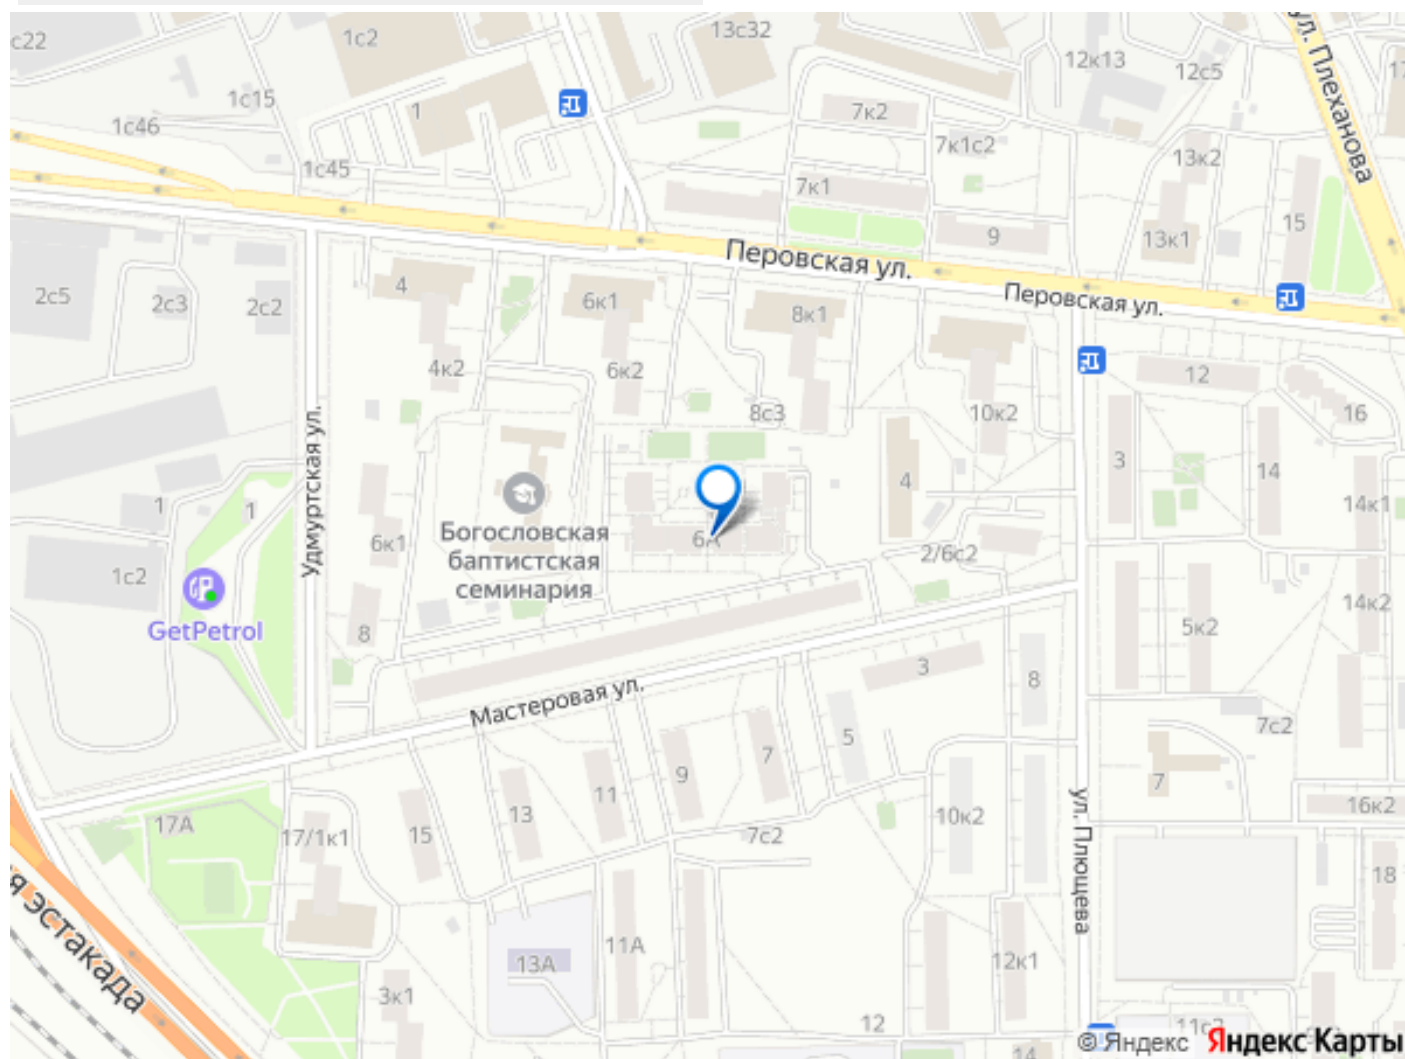 с22
1с2
13с32
12к13
12с5
ул. Плеханова
1с15
1
7к2
1с46
7к1с2
13к2
1с45
7к1
9
13к1
15
Перовская ул.
Перовская ул.
2с5
2с3
2с2
4
6к1
8к1
4к2
6к2
8с3
10к2
12
16
Удмуртская ул.
3
14
14к1
1
1
4
Богословская
баптистская
семинария
6к1
6А
2/6с2
1с2
GetPetrol
8
14к2
5к2
3
8
Мастеровая ул.
7с2
5
7
9
11
13
15
7
ул. Плющева
10к2
16к2
17А
17/1к1
7с2
18
я эстакада
11А
13А
12к1
3к1
12
14
11с2
© Яндекс
Яндекс Карты